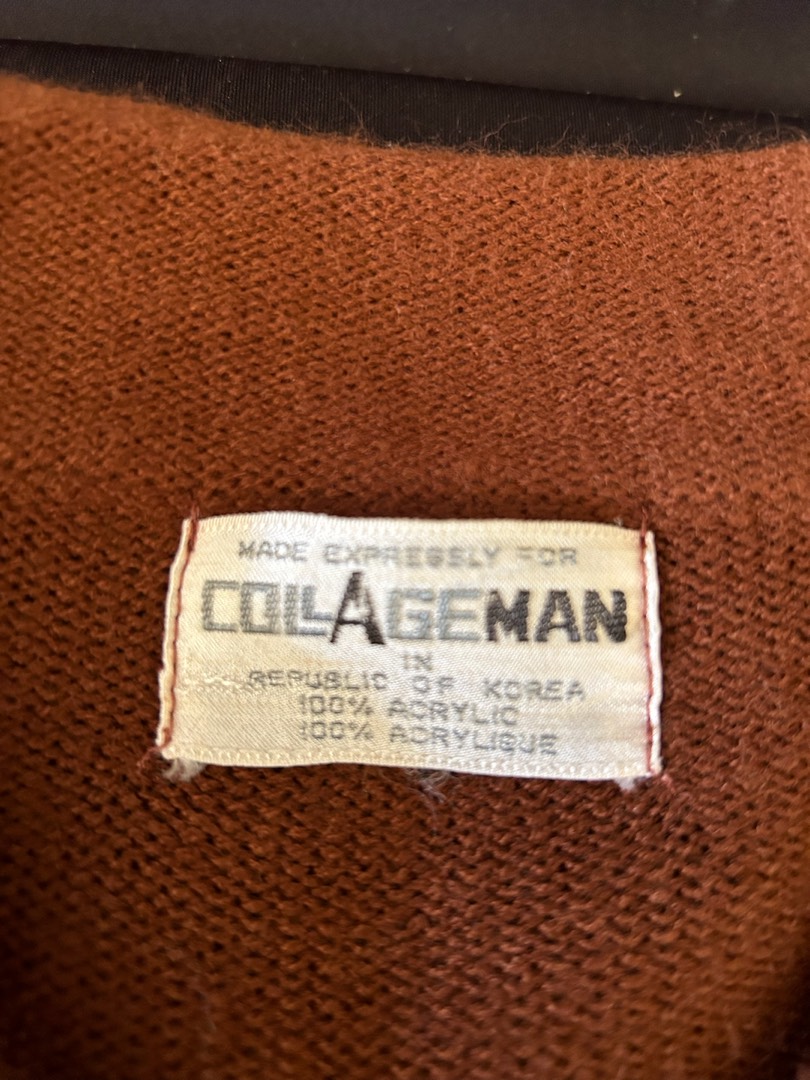 MADE EXPRESSLY FOR
COLLAGEMAN
IN
REPUBLIC OF KOREA
100% ACRYLIC
100% ACRYLIQUE